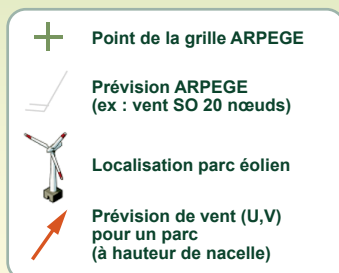 Point de la grille ARPEGE
Prévision ARPEGE
(ex : vent SO 20 nœuds)
Localisation parc éolien
Prévision de vent (U,V)
pour un parc
(à hauteur de nacelle)